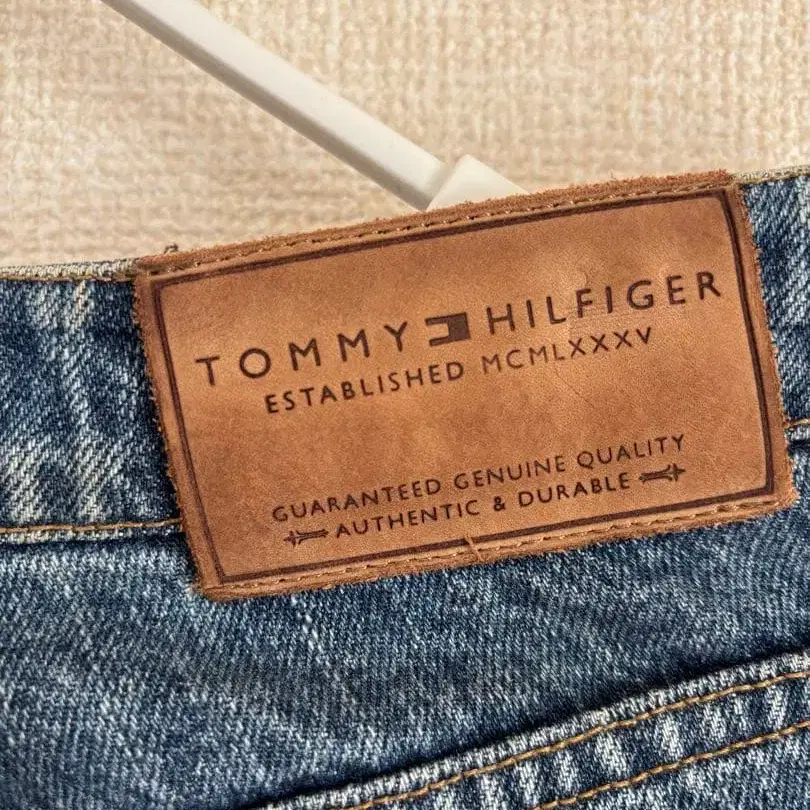 TOMMY HILFIGER
ESTABLISHED MCMLXXXV
GUARANTEED GENUINE QUALITY
AUTHENTIC & DURABLE